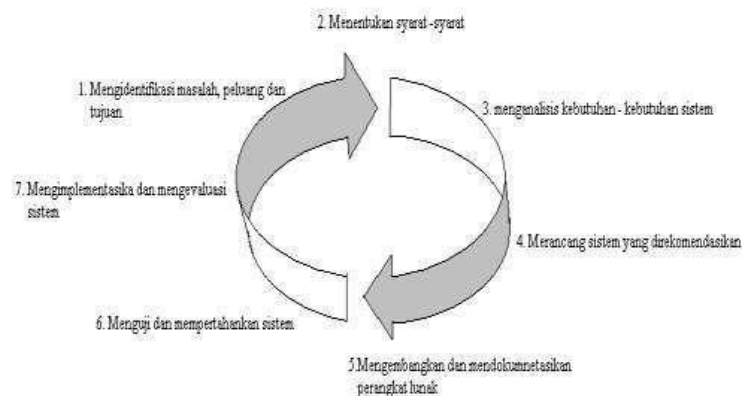 2. Menentukan syarat -syarat
1. Mengidentifikasi masalah, peluang dan
tujuan
3. menganalisis kebutuhan - kebutuhan sistem
7. Mengimplementasika dan mengevaluasi
sistem
4. Merancang sistem yang direkomendasikan
6. Menguji dan mempertahankan sistem
5.Mengembangkan dan mendokumnetasikan
perangkat lunak